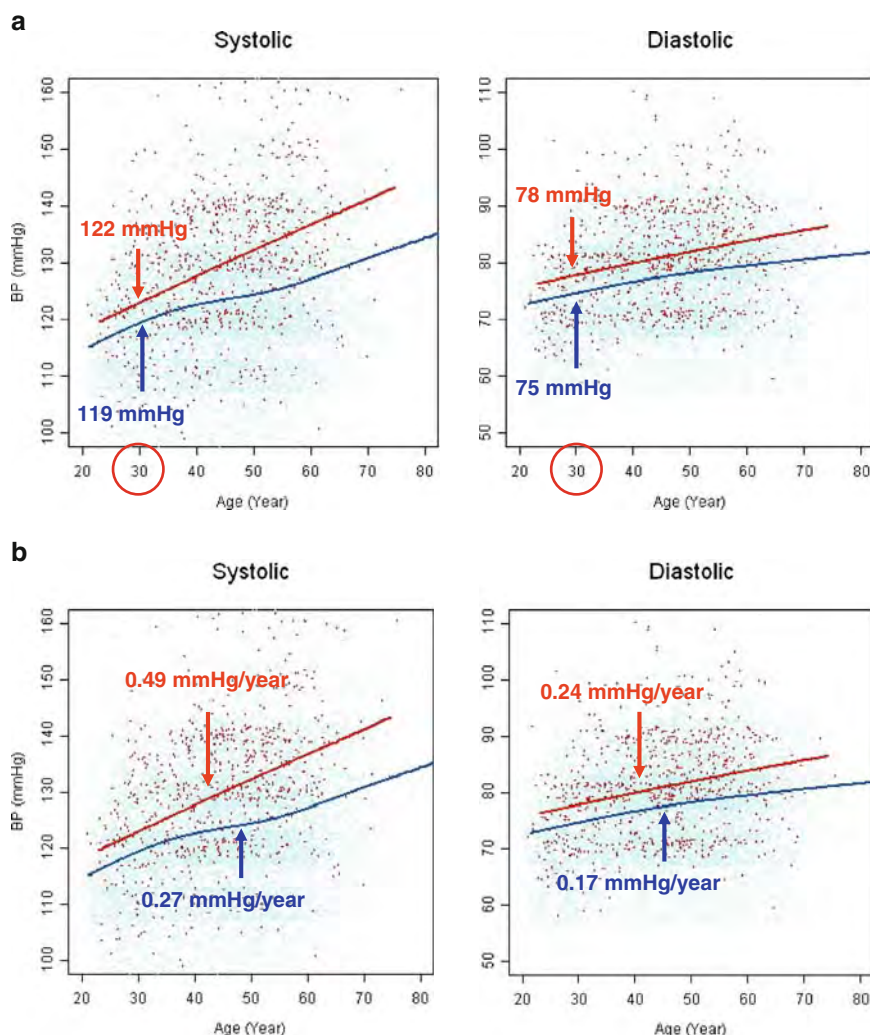 a
Systolic
Diastolic
BP (mmHg)
160
150
140
130
120
110
100
122 mmHg
119 mmHg
20 30 40 50 60 70 80
Age (Year)
110
100
90
80
70
60
50
78 mmHg
75 mmHg
20 30 40 50 60 70 80
Age (Year)
b
Systolic
Diastolic
BP (mmHg)
160
150
140
130
120
110
100
0.49 mmHg/year
0.27 mmHg/year
20 30 40 50 60 70 80
Age (Year)
110
100
90
80
70
60
50
0.24 mmHg/year
0.17 mmHg/year
20 30 40 50 60 70 80
Age (Year)